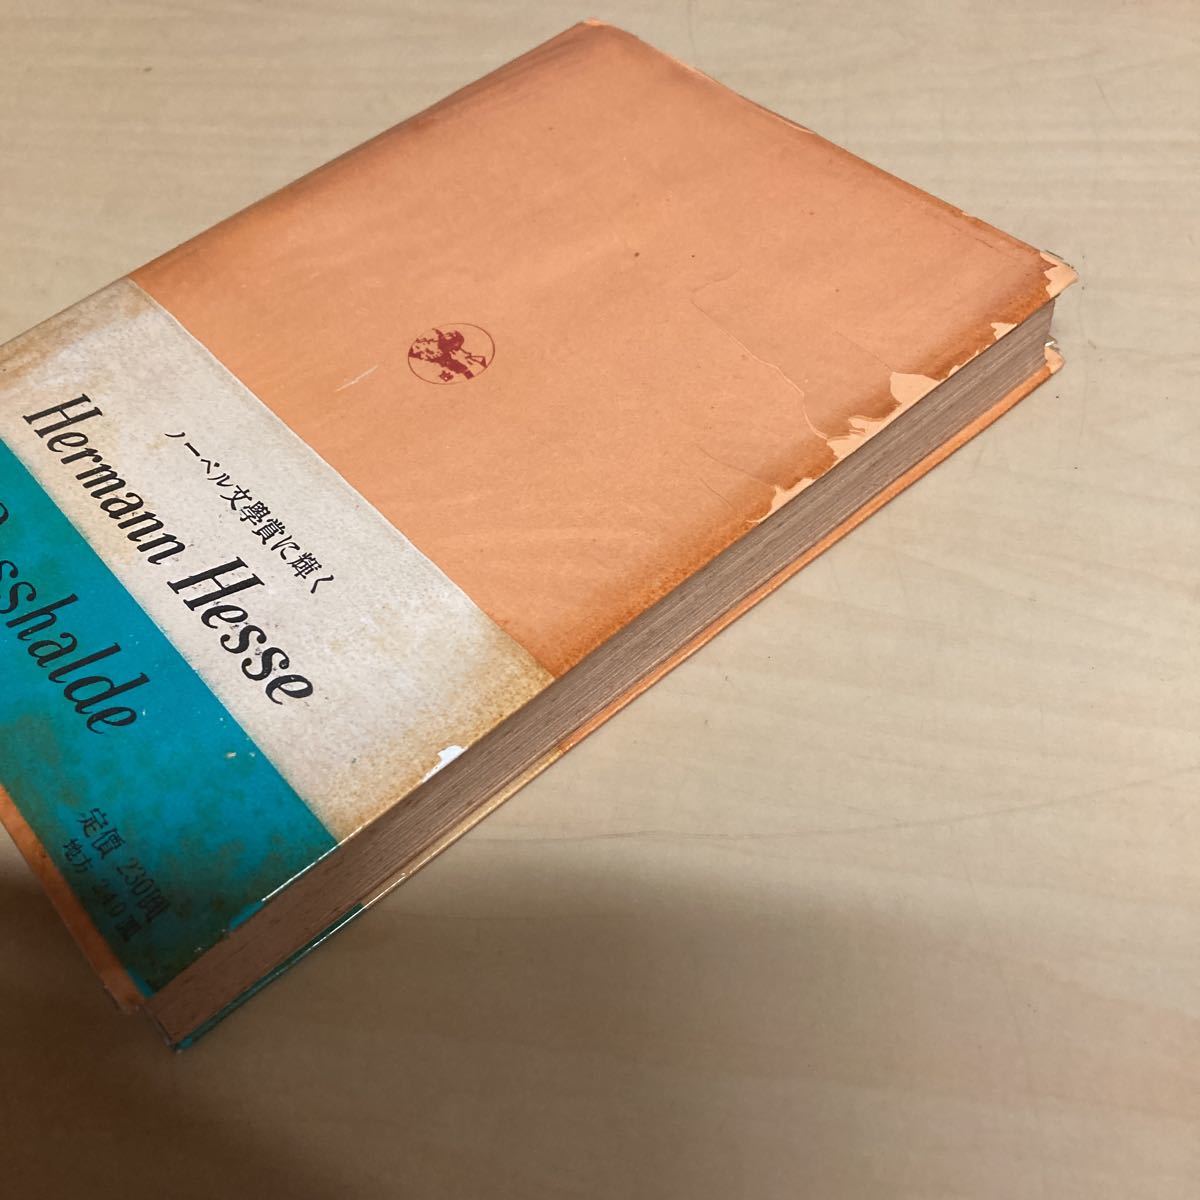 ノーベル文學賞に輝く
Hermann Hesse
sshalde
定價 230圓
地方 240圓